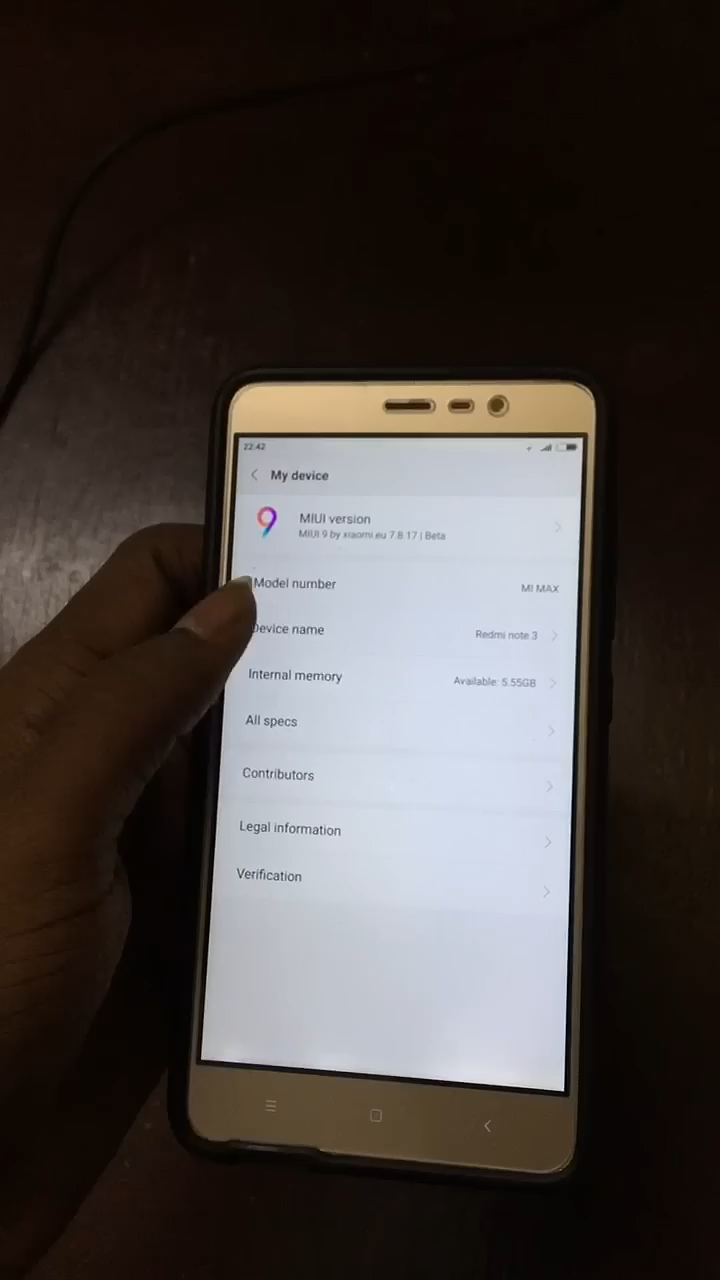 22:42
My device
MIUI version
MIUI 9 by xiaomi.eu 7.8.17 | Beta
Model number
MI MAX
Device name
Redmi note 3
Internal memory
Available: 5.55GB
All specs
Contributors
Legal information
Verification